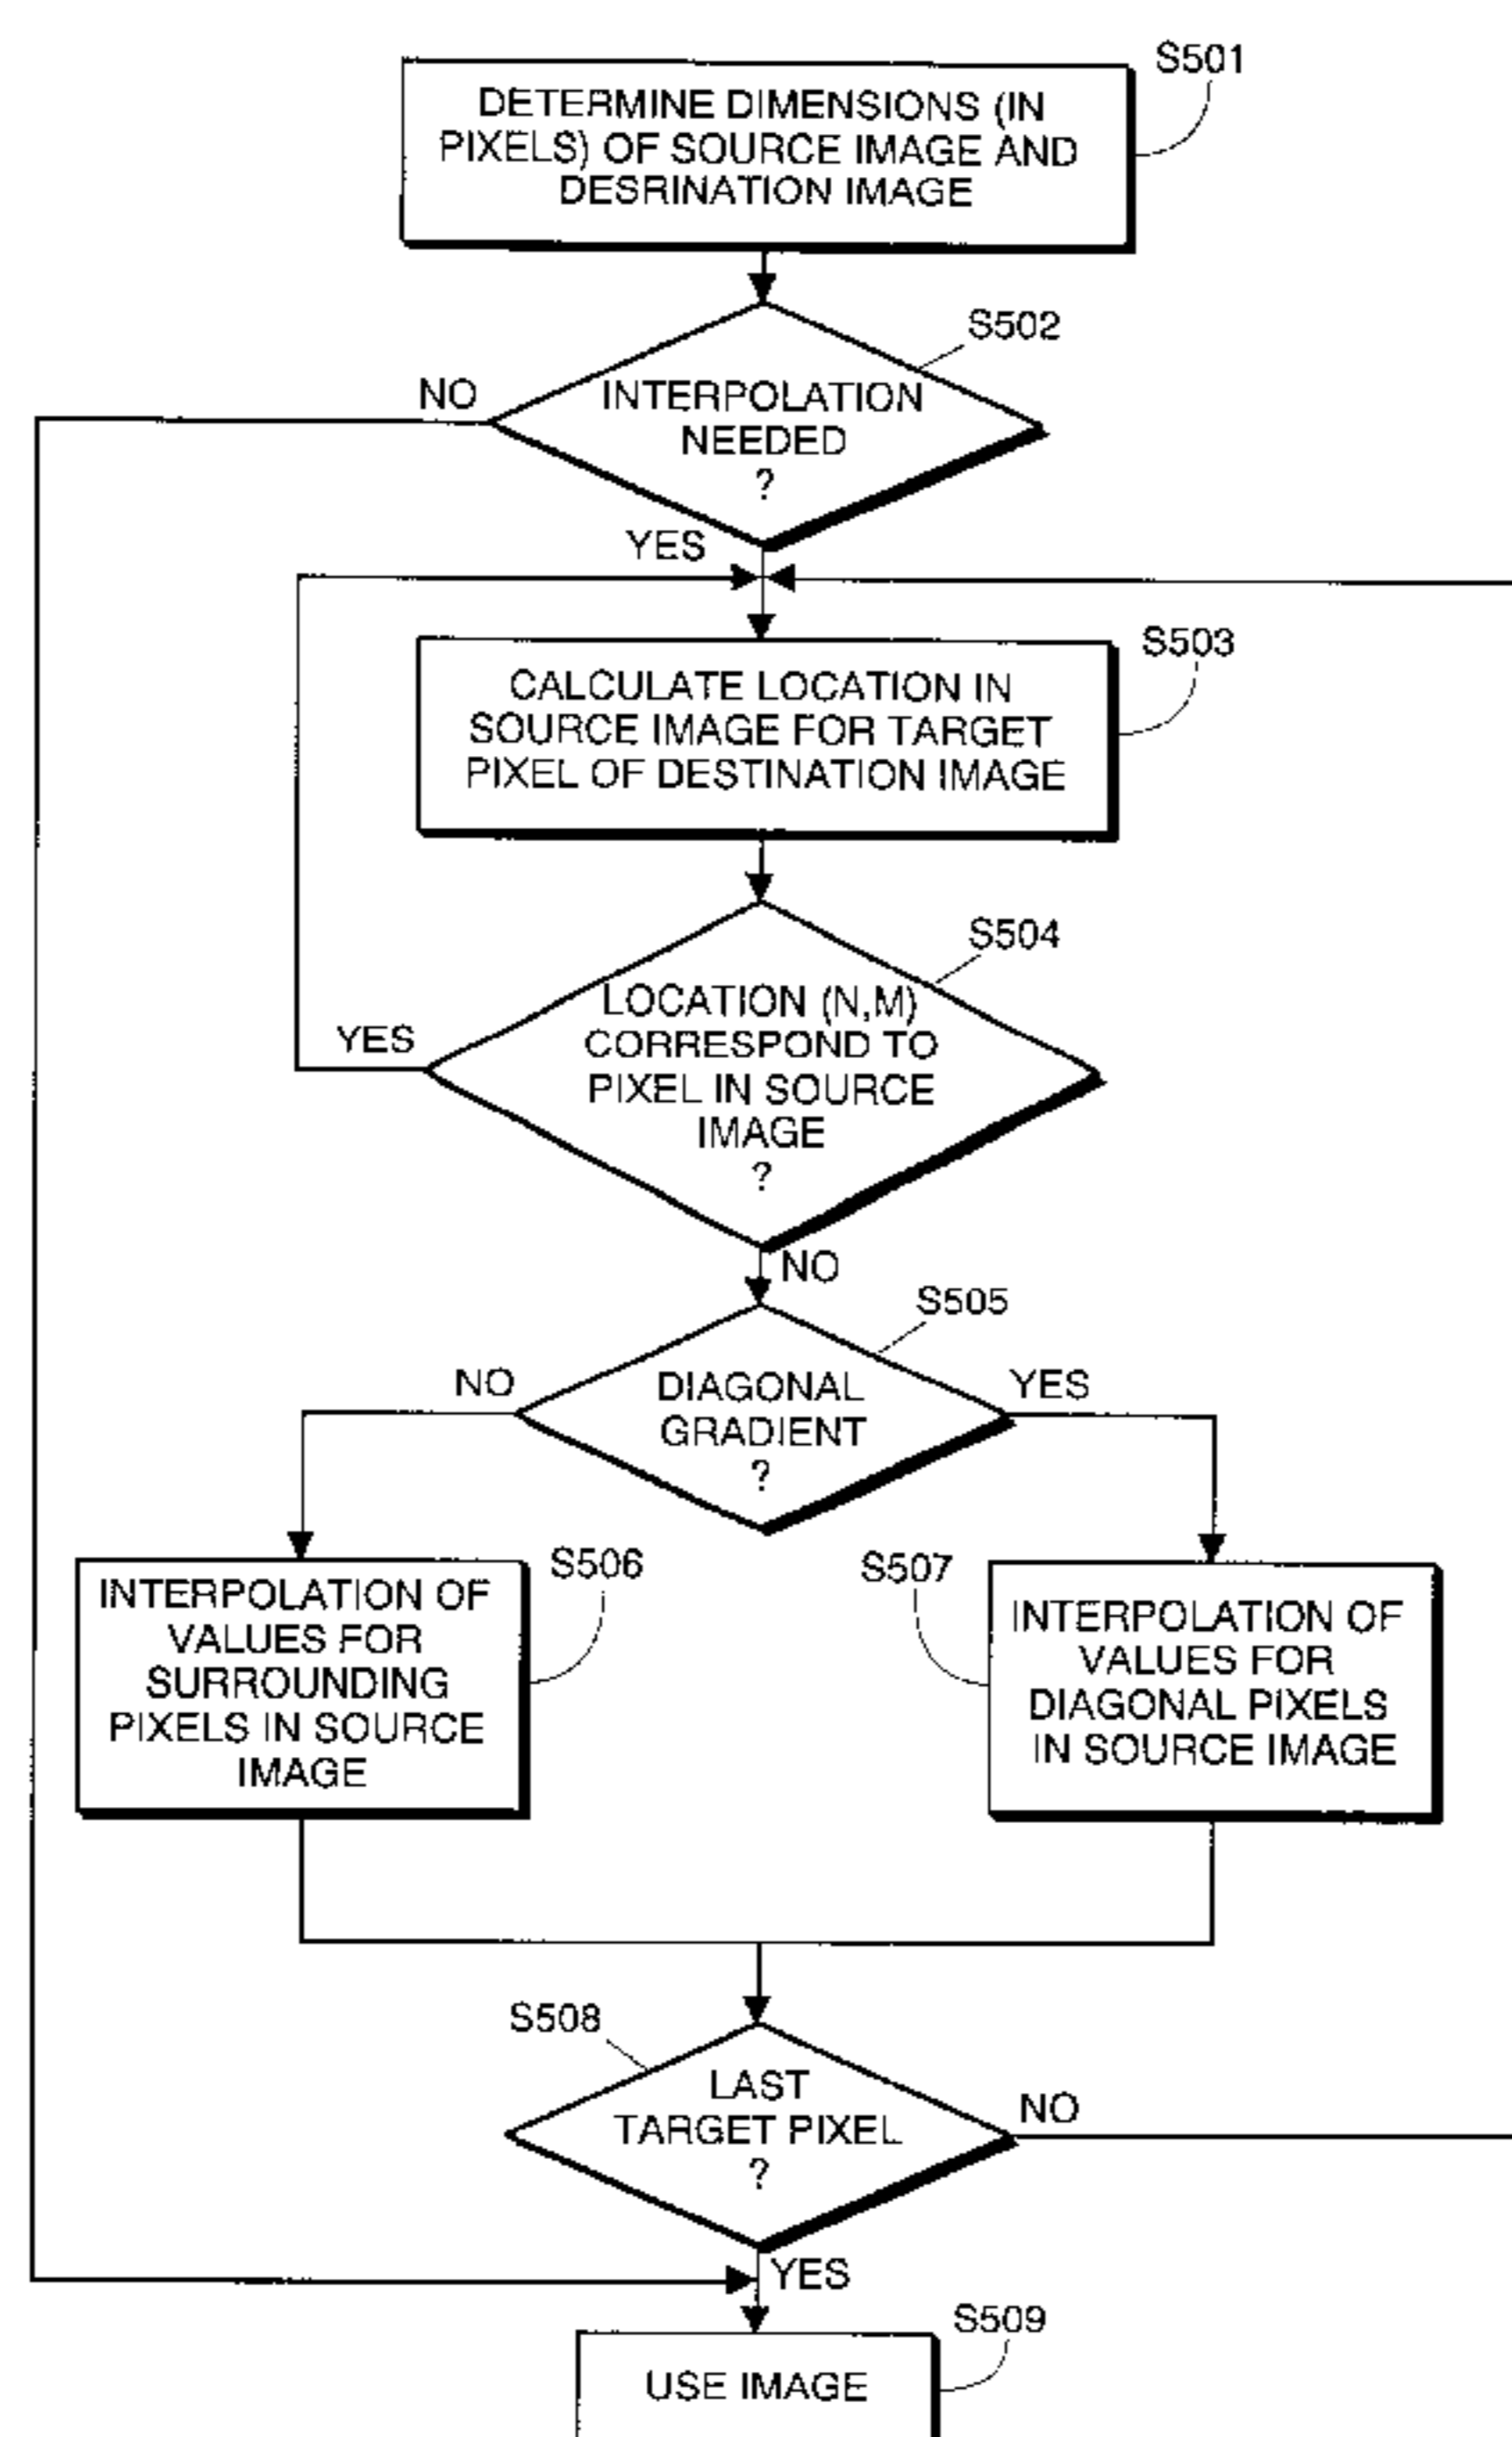 S501
DETERMINE DIMENSIONS (IN
PIXELS) OF SOURCE IMAGE AND
DESRINATION IMAGE
S502
NO
INTERPOLATION
NEEDED
?
YES
S503
CALCULATE LOCATION IN
SOURCE IMAGE FOR TARGET
PIXEL OF DESTINATION IMAGE
S504
YES
LOCATION (N,M)
CORRESPOND TO
PIXEL IN SOURCE
IMAGE
?
NO
S505
NO
DIAGONAL
GRADIENT
?
YES
S506
INTERPOLATION OF
VALUES FOR
SURROUNDING
PIXELS IN SOURCE
IMAGE
S507
INTERPOLATION OF
VALUES FOR
DIAGONAL PIXELS
IN SOURCE IMAGE
S508
LAST
TARGET PIXEL
?
NO
YES
S509
USE IMAGE